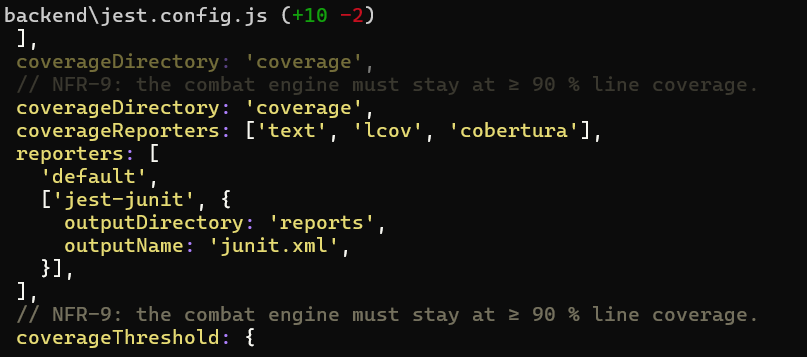 backend\jest.config.js (+10 -2)
],
coverageDirectory: 'coverage',
// NFR-9: the combat engine must stay at ≥ 90 % line coverage.
coverageDirectory: 'coverage',
coverageReporters: ['text', 'lcov', 'cobertura'],
reporters: [
'default',
['jest-junit', {
outputDirectory: 'reports',
outputName: 'junit.xml',
}],
],
// NFR-9: the combat engine must stay at ≥ 90 % line coverage.
coverageThreshold: {